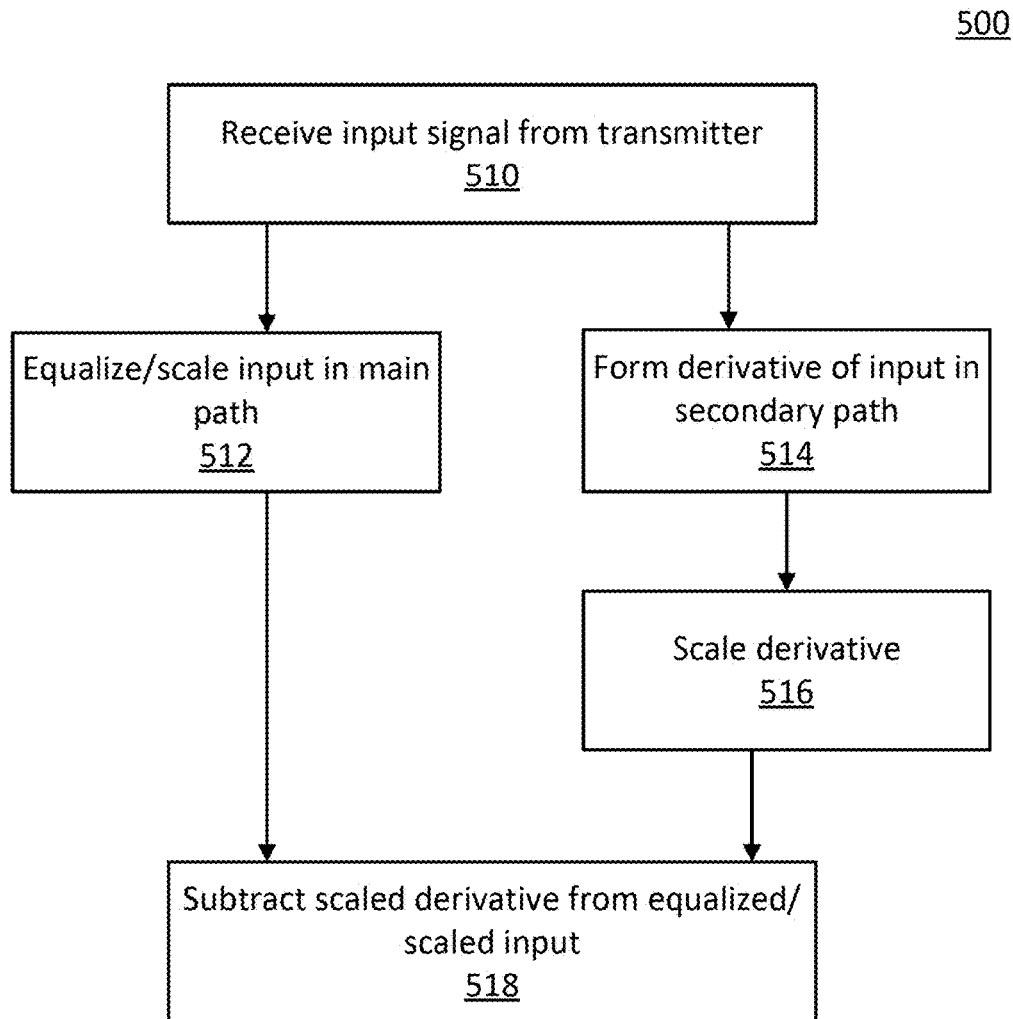 500
Receive input signal from transmitter
510
Equalize/scale input in main
path
512
Form derivative of input in
secondary path
514
Scale derivative
516
Subtract scaled derivative from equalized/
scaled input
518